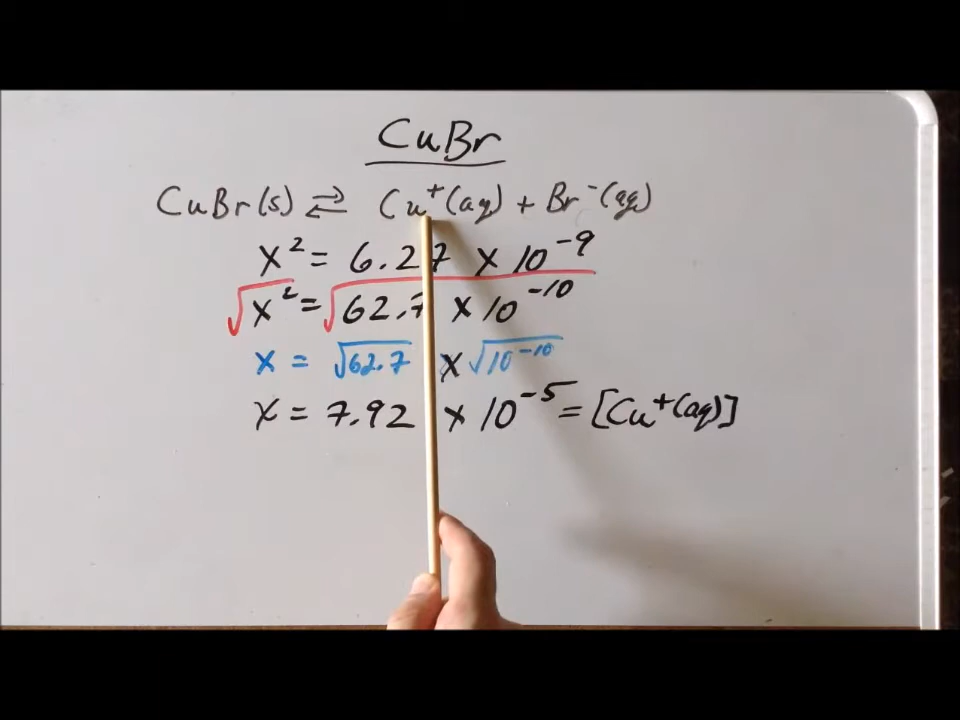 CuBr
CuBr(s) ⇌ Cu⁺(aq) + Br⁻(aq)
x² = 6.27 × 10⁻⁹
√x² = √62.7 × 10⁻¹⁰
x = √62.7 × √10⁻¹⁰
x = 7.92 × 10⁻⁵ = [Cu⁺(aq)]